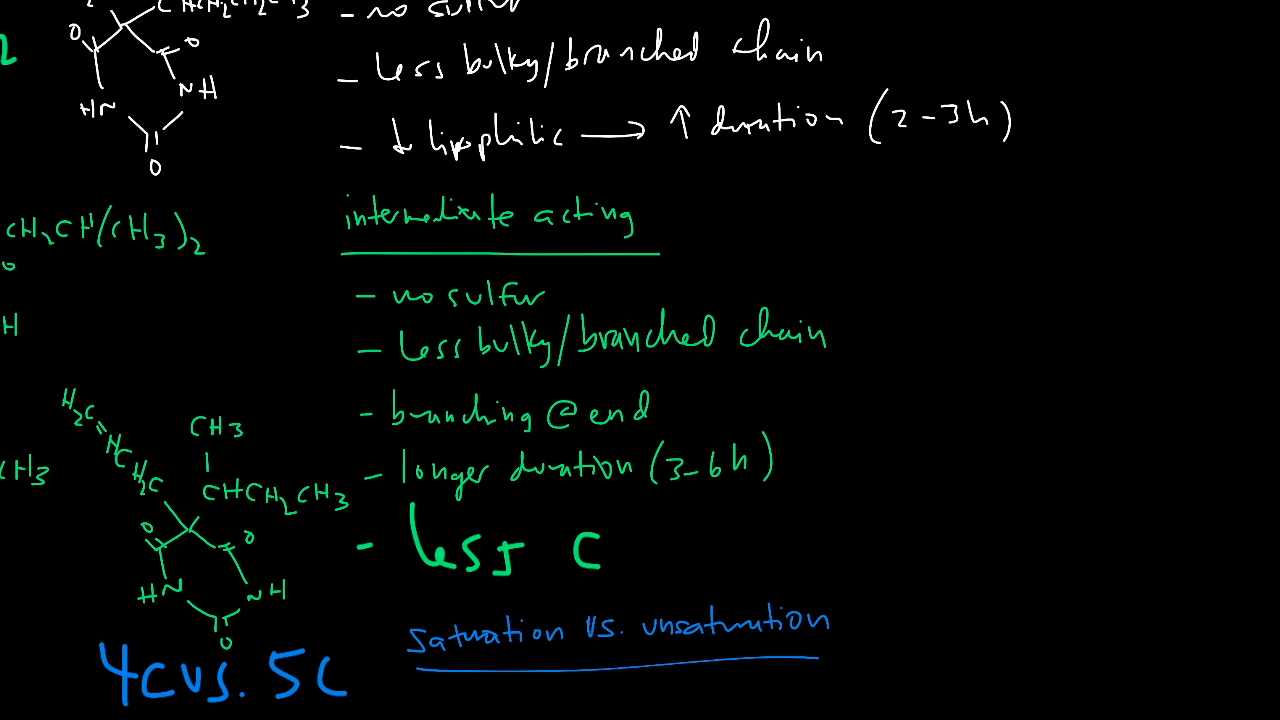 - no sulfur
- less bulky/branched chain
- ↓ lipophilic → ↑ duration (2-3h)
2
O
O
HN
NH
O
intermediate acting
CH₂CH(CH₃)₂
O
H
- no sulfur
- less bulky/branched chain
- branching @ end
- longer duration (3-6h)
- less C
H₂C=HCH₂C
CH₃
CHCH₂CH₃
CH3
O
O
HN
NH
O
saturation vs. unsaturation
4C vs. 5C